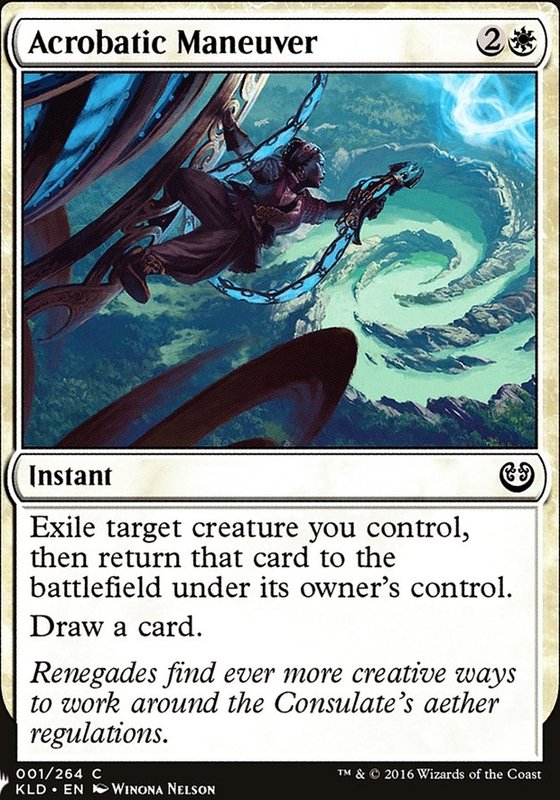 Acrobatic Maneuver 2
Instant
Exile target creature you control,
then return that card to the
battlefield under its owner's control.
Draw a card.
Renegades find ever more creative ways
to work around the Consulate's aether
regulations.
001/264 C
KLD • EN Winona Nelson
™ & © 2016 Wizards of the Coast